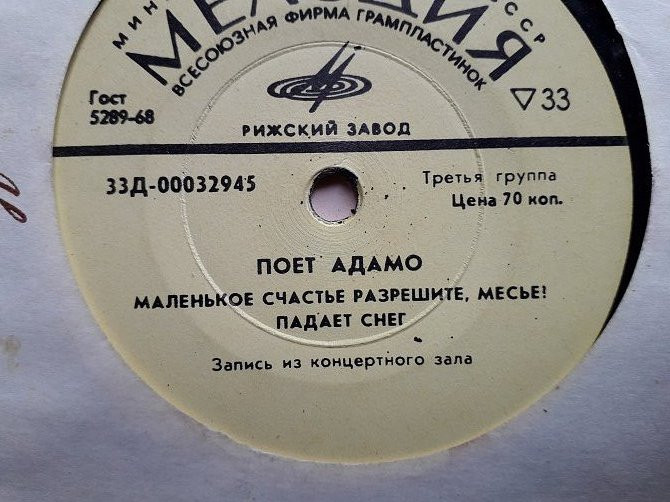 МИН ССР
МЕЛОДИЯ
ВСЕСОЮЗНАЯ ФИРМА ГРАМПЛАСТИНОК
Гост
5289-68
▽33
РИЖСКИЙ ЗАВОД
33Д-00032945
Третья группа
Цена 70 коп.
ПОЕТ АДАМО
МАЛЕНЬКОЕ СЧАСТЬЕ РАЗРЕШИТЕ, МЕСЬЕ!
ПАДАЕТ СНЕГ
Запись из концертного зала